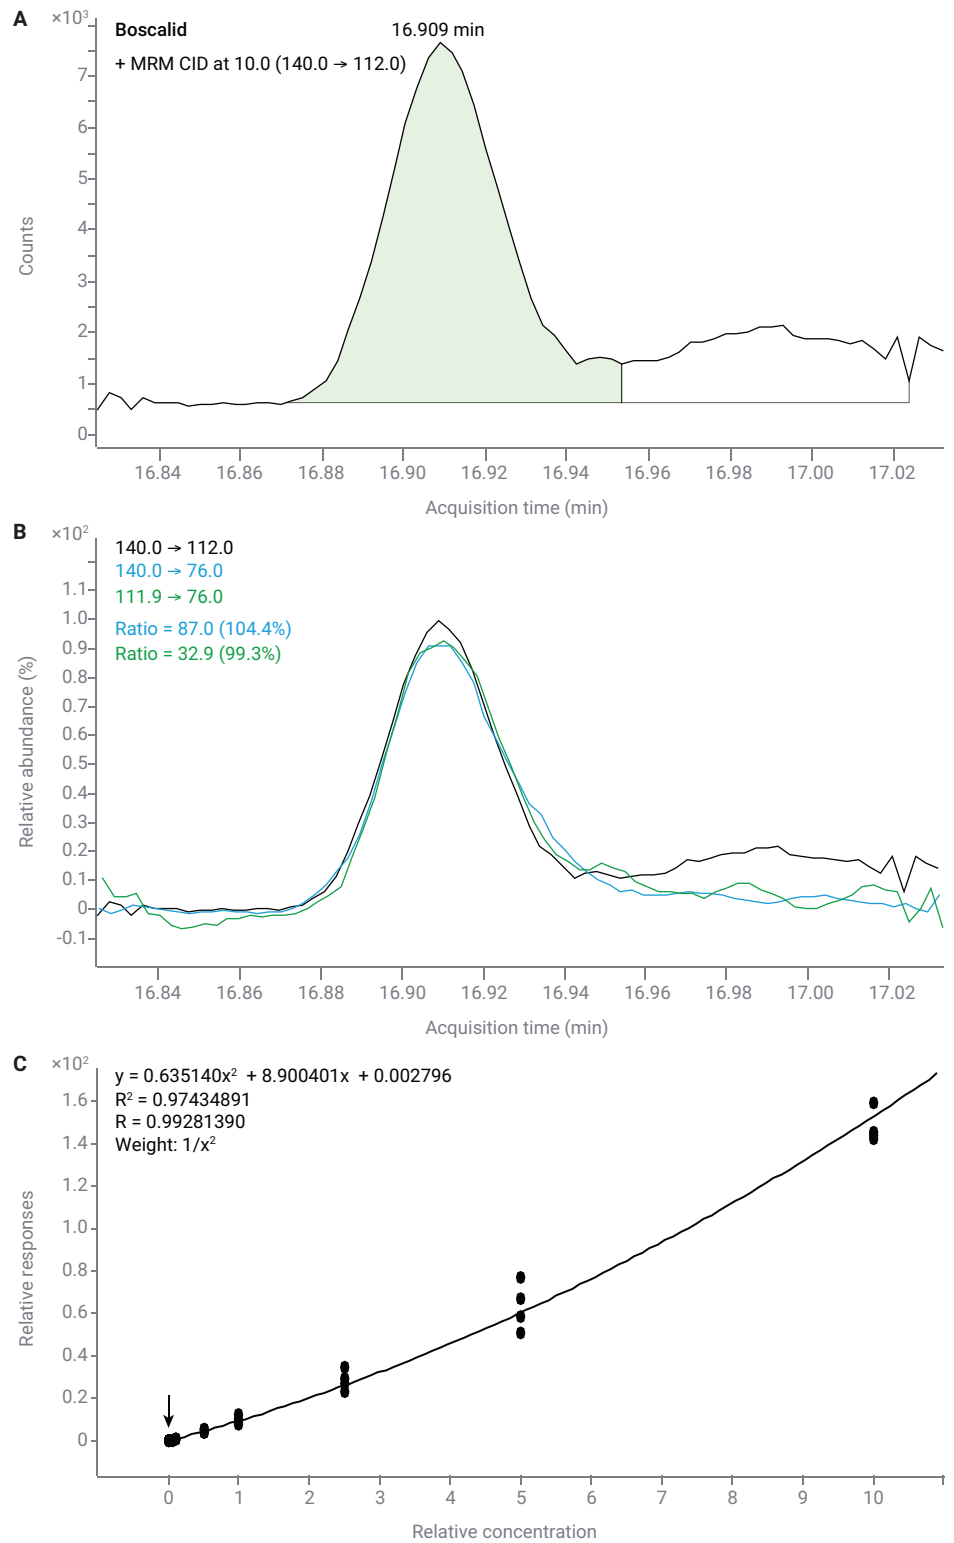 A
×10³
Boscalid
16.909 min
+ MRM CID at 10.0 (140.0 → 112.0)
7
6
5
4
3
2
1
0
Counts
16.84 16.86 16.88 16.90 16.92 16.94 16.96 16.98 17.00 17.02
Acquisition time (min)
B
×10²
140.0 → 112.0
140.0 → 76.0
111.9 → 76.0
Ratio = 87.0 (104.4%)
Ratio = 32.9 (99.3%)
1.1
1.0
0.9
0.8
0.7
0.6
0.5
0.4
0.3
0.2
0.1
0
-0.1
Relative abundance (%)
16.84 16.86 16.88 16.90 16.92 16.94 16.96 16.98 17.00 17.02
Acquisition time (min)
C
×10²
y = 0.635140x² + 8.900401x + 0.002796
R² = 0.97434891
R = 0.99281390
Weight: 1/x²
1.6
1.4
1.2
1.0
0.8
0.6
0.4
0.2
0
Relative responses
0 1 2 3 4 5 6 7 8 9 10
Relative concentration